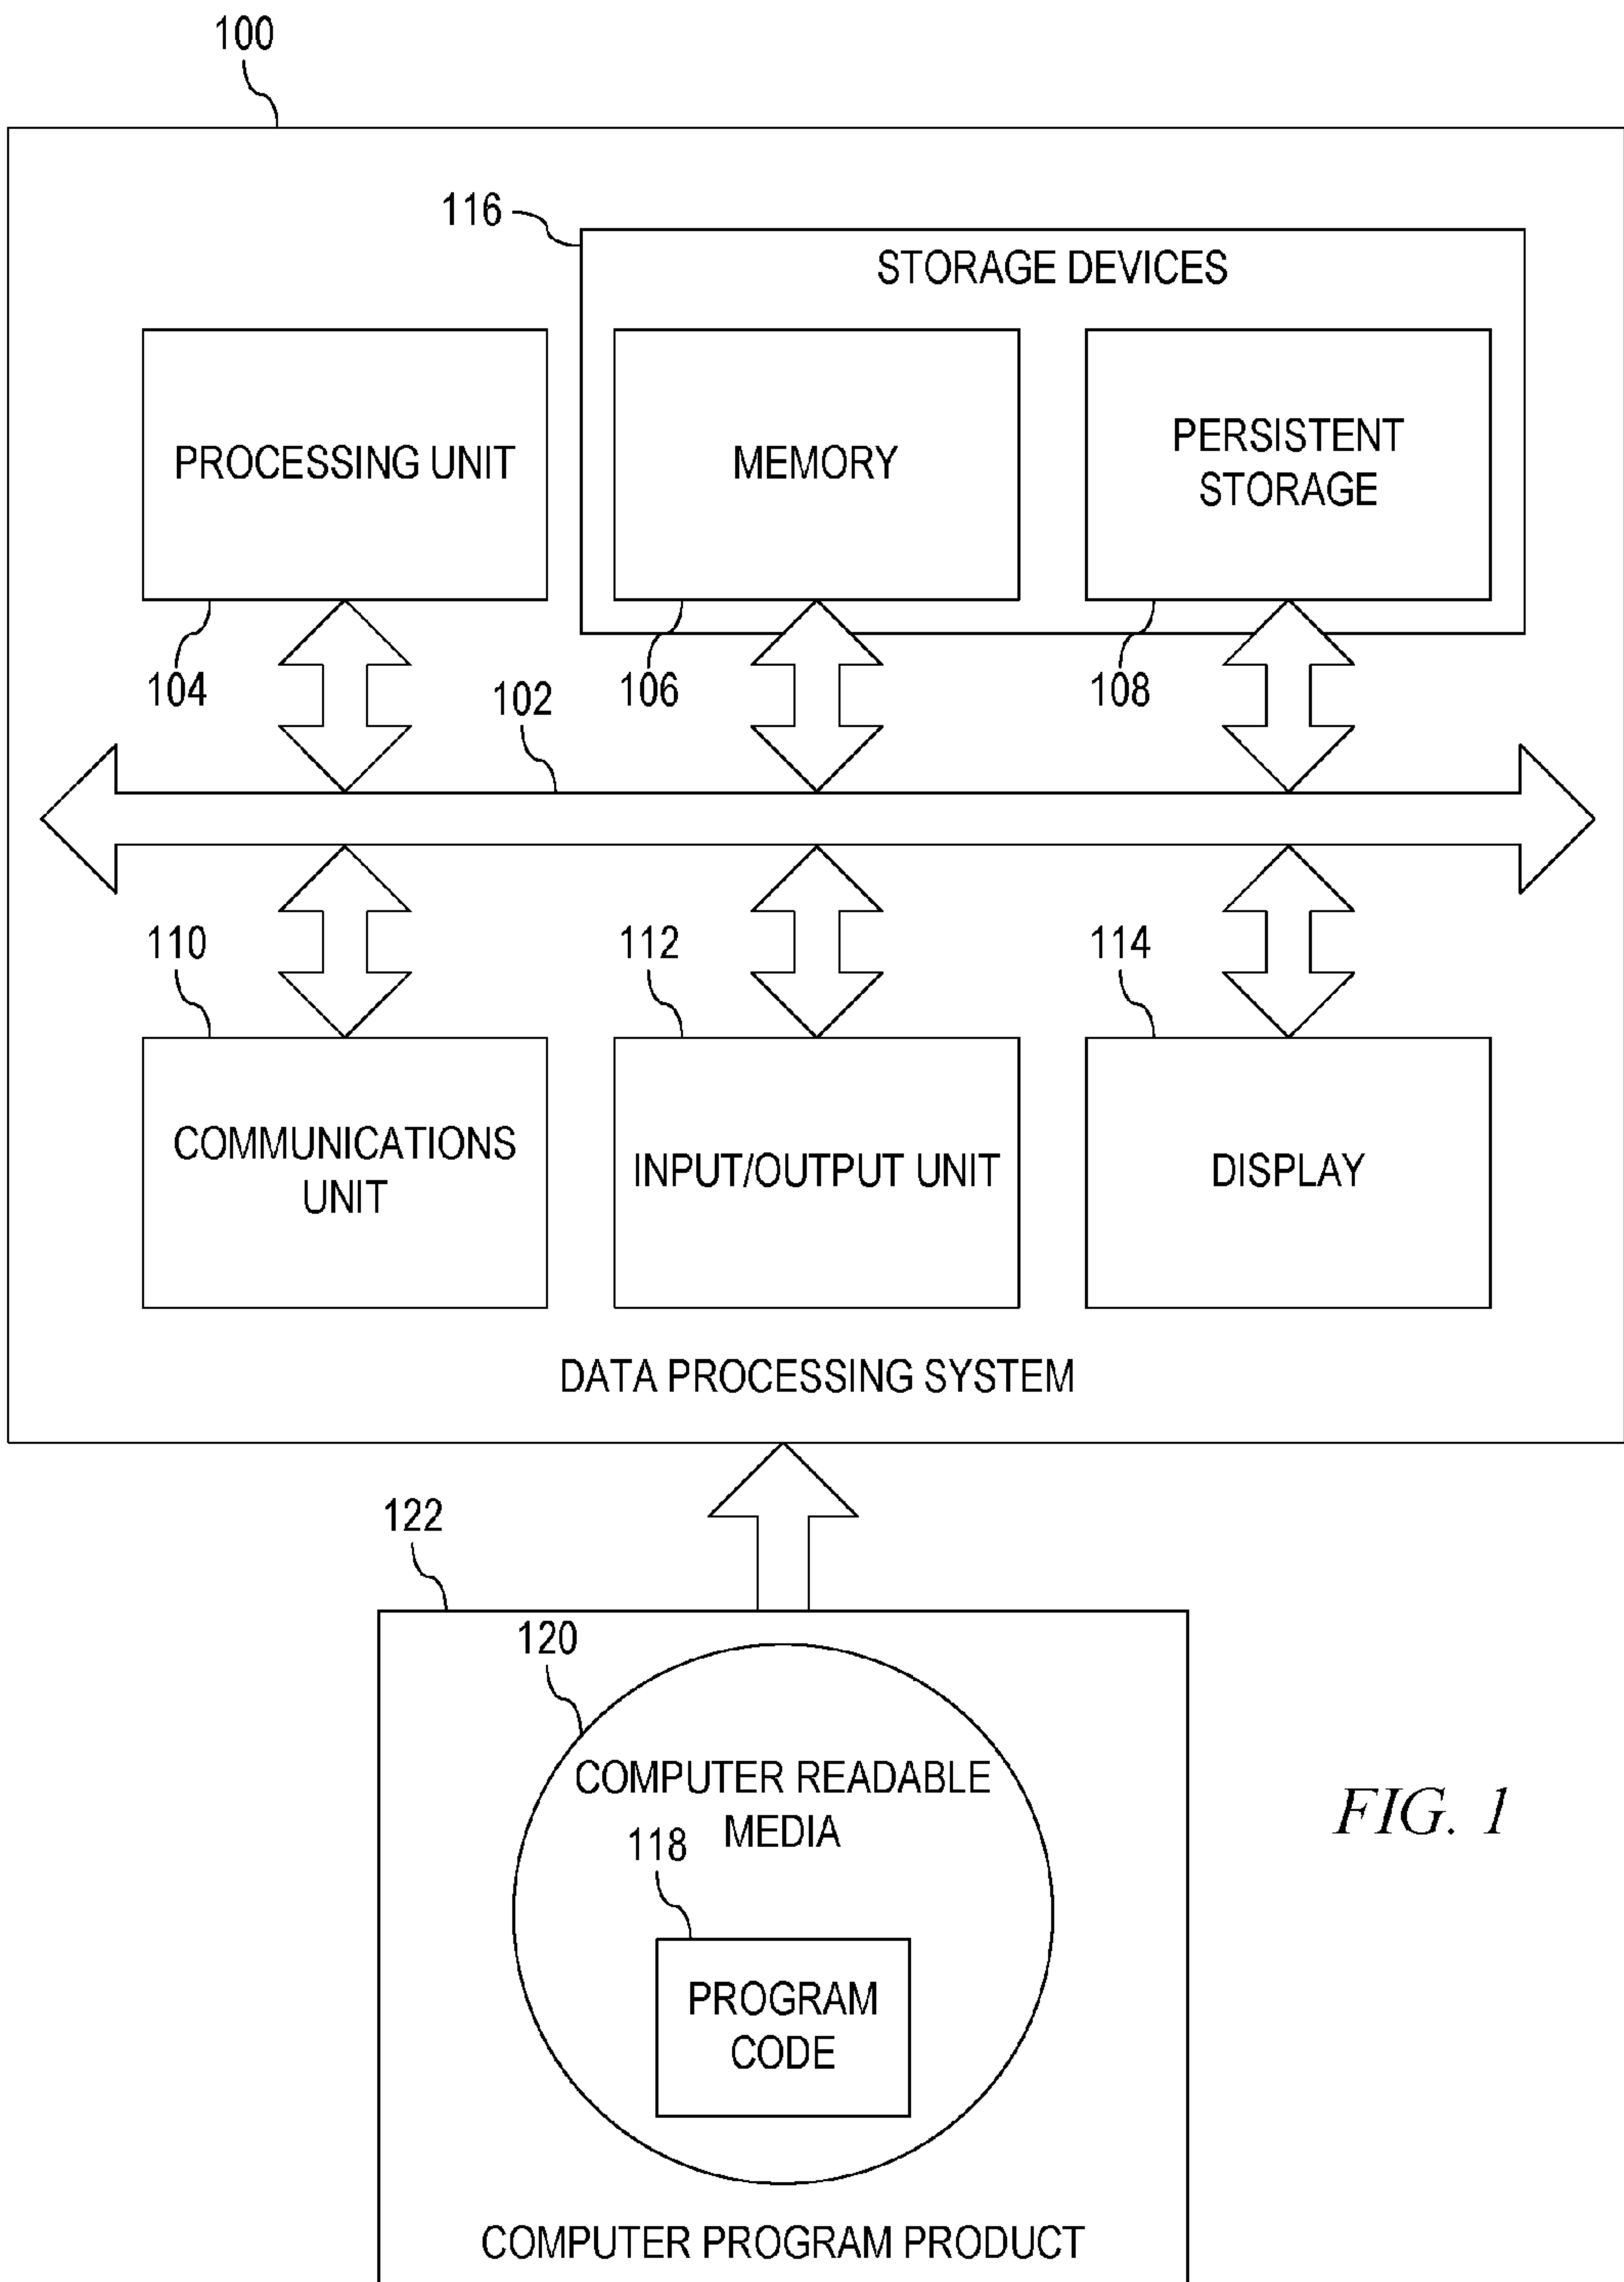 100
116
STORAGE DEVICES
PROCESSING UNIT
MEMORY
PERSISTENT
STORAGE
104
102
106
108
110
112
114
COMMUNICATIONS
UNIT
INPUT/OUTPUT UNIT
DISPLAY
DATA PROCESSING SYSTEM
122
120
COMPUTER READABLE
MEDIA
118
PROGRAM
CODE
COMPUTER PROGRAM PRODUCT
FIG. 1